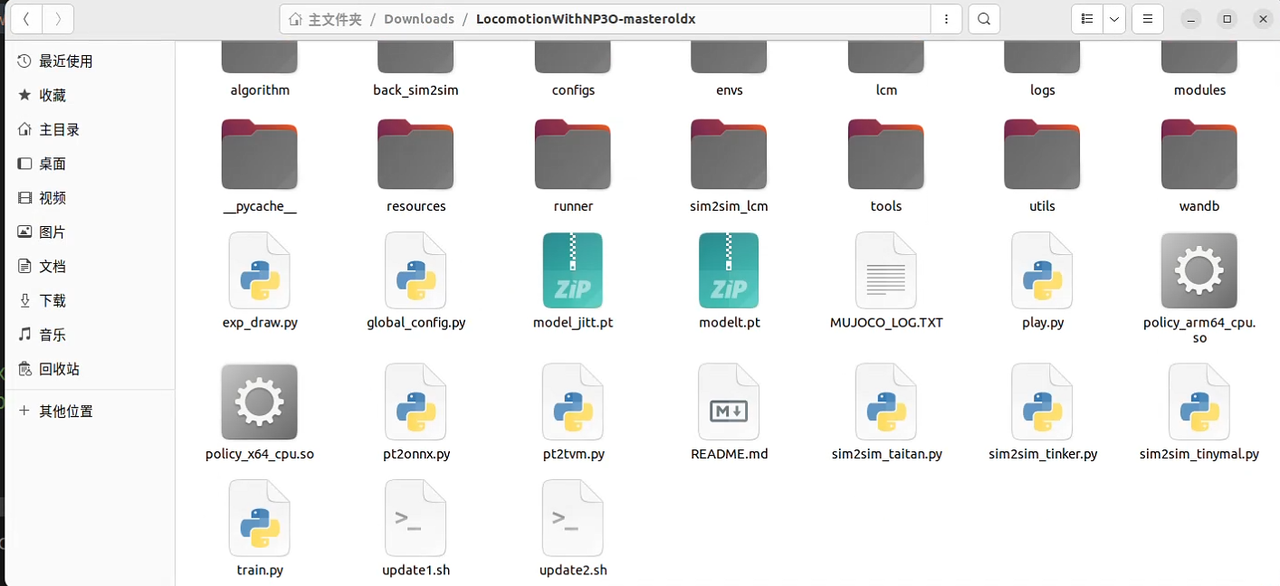 主文件夹 / Downloads / LocomotionWithNP3O-masteroldx
最近使用
收藏
主目录
桌面
视频
图片
文档
下载
音乐
回收站
其他位置
algorithm back_sim2sim configs envs lcm logs modules
__pycache__ resources runner sim2sim_lcm tools utils wandb
ZiP ZiP
exp_draw.py global_config.py model_jitt.pt modelt.pt MUJOCO_LOG.TXT play.py policy_arm64_cpu.
so
M
policy_x64_cpu.so pt2onnx.py pt2tvm.py README.md sim2sim_taitan.py sim2sim_tinker.py sim2sim_tinymal.py
>_ >_
train.py update1.sh update2.sh